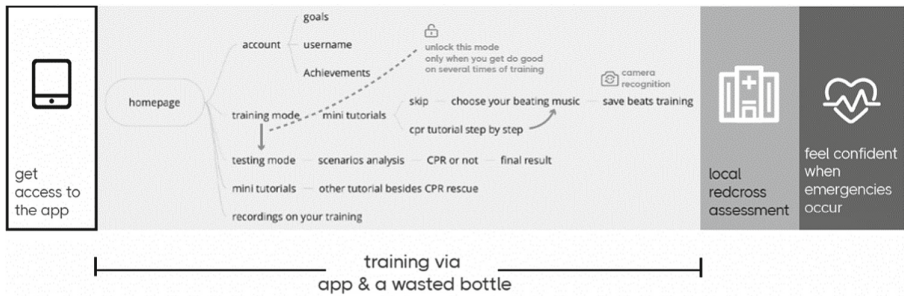 get
access to
the app
homepage
account
goals
username
Achievements
unlock this mode
only when you get do good
on several times of training
training mode
mini tutorials
skip
choose your beating music
camera
recognition
save beats training
cpr tutorial step by step
testing mode
scenarios analysis
CPR or not
final result
mini tutorials
other tutorial besides CPR rescue
recordings on your training
local
redcross
assessment
feel confident
when
emergencies
occur
training via
app & a wasted bottle